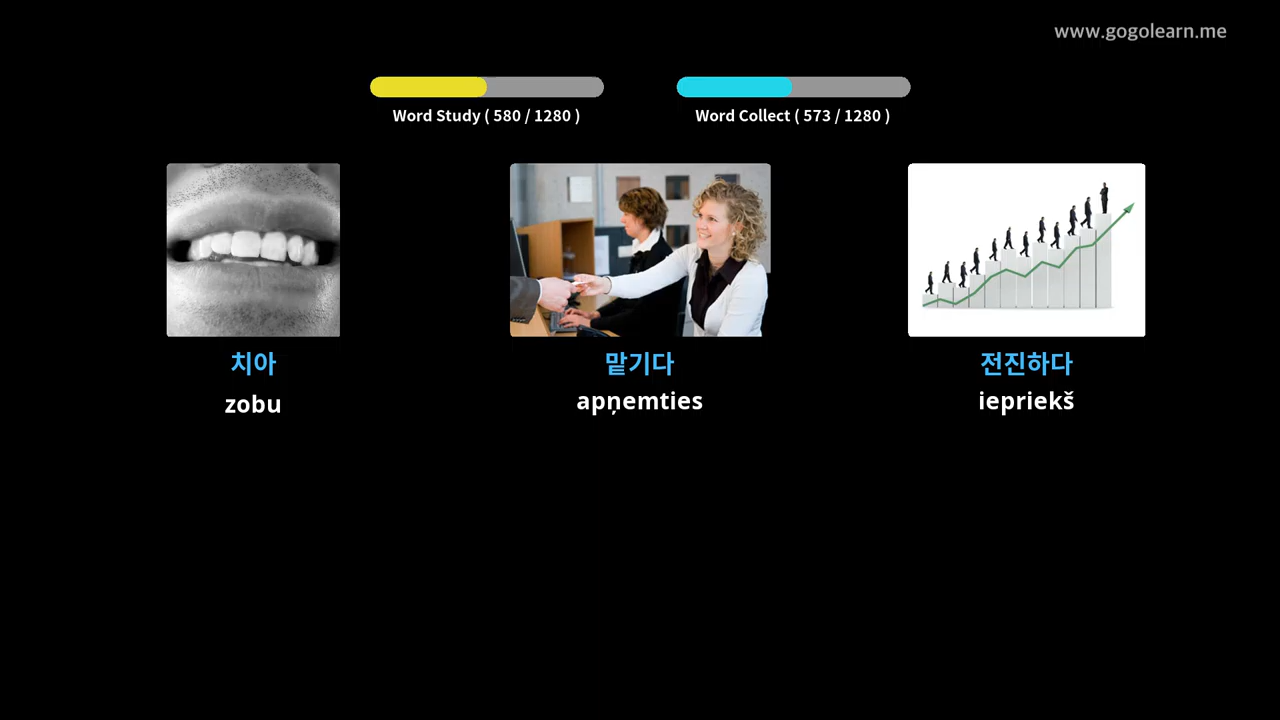 www.gogolearn.me
Word Study ( 580 / 1280 )
Word Collect ( 573 / 1280 )
치아
맡기다
전진하다
zobu
apņemties
iepriekš